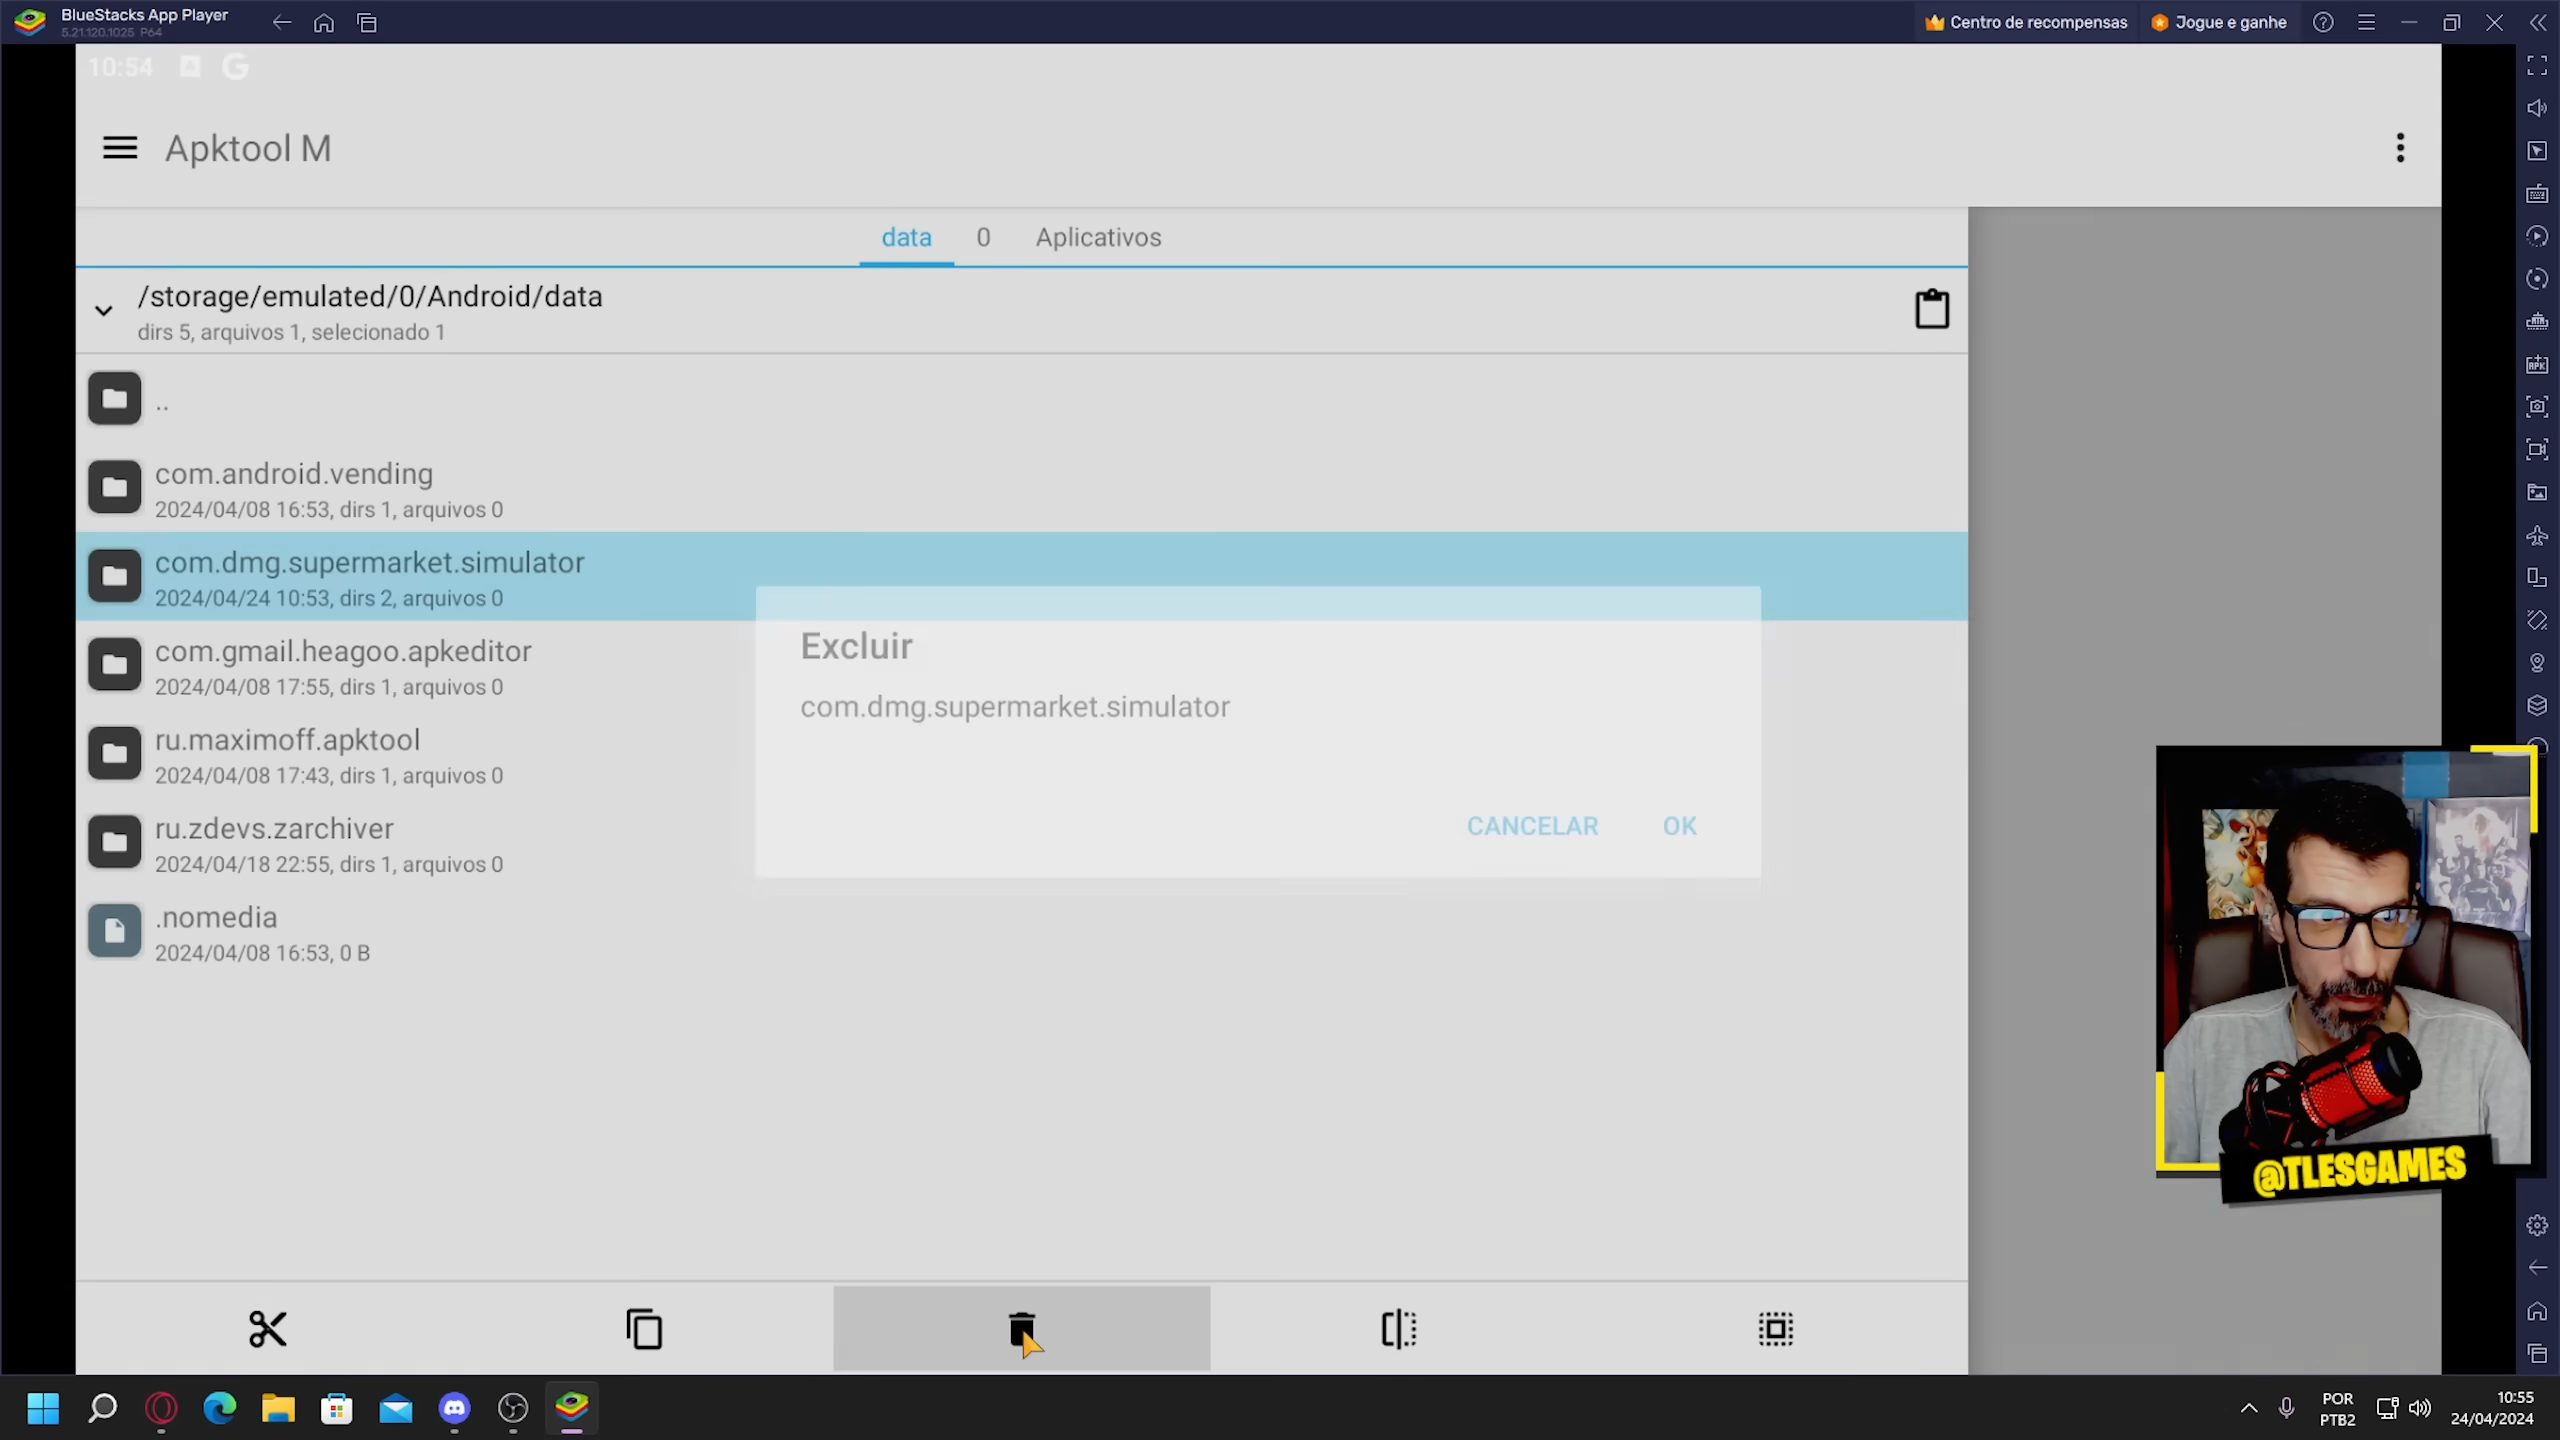 BlueStacks App Player
5.21.120.1025 P64
Centro de recompensas
Jogue e ganhe
10:54
Apktool M
data 0 Aplicativos
/storage/emulated/0/Android/data
dirs 5, arquivos 1, selecionado 1
..
com.android.vending
2024/04/08 16:53, dirs 1, arquivos 0
com.dmg.supermarket.simulator
2024/04/24 10:53, dirs 2, arquivos 0
com.gmail.heagoo.apkeditor
2024/04/08 17:55, dirs 1, arquivos 0
ru.maximoff.apktool
2024/04/08 17:43, dirs 1, arquivos 0
ru.zdevs.zarchiver
2024/04/18 22:55, dirs 1, arquivos 0
.nomedia
2024/04/08 16:53, 0 B
Excluir
com.dmg.supermarket.simulator
CANCELAR OK
@TLESGAMES
POR
PTB2
10:55
24/04/2024